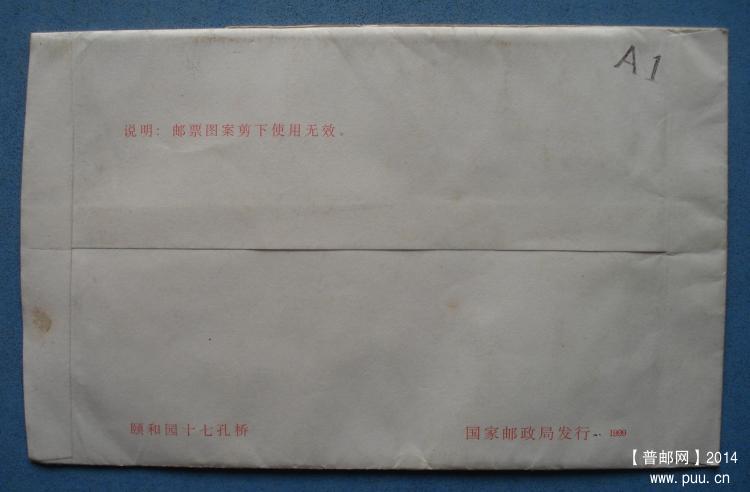 A1
说明：邮票图案剪下使用无效。
颐和园十七孔桥
国家邮政局发行 1999
【普邮网】2014
www.puu.cn